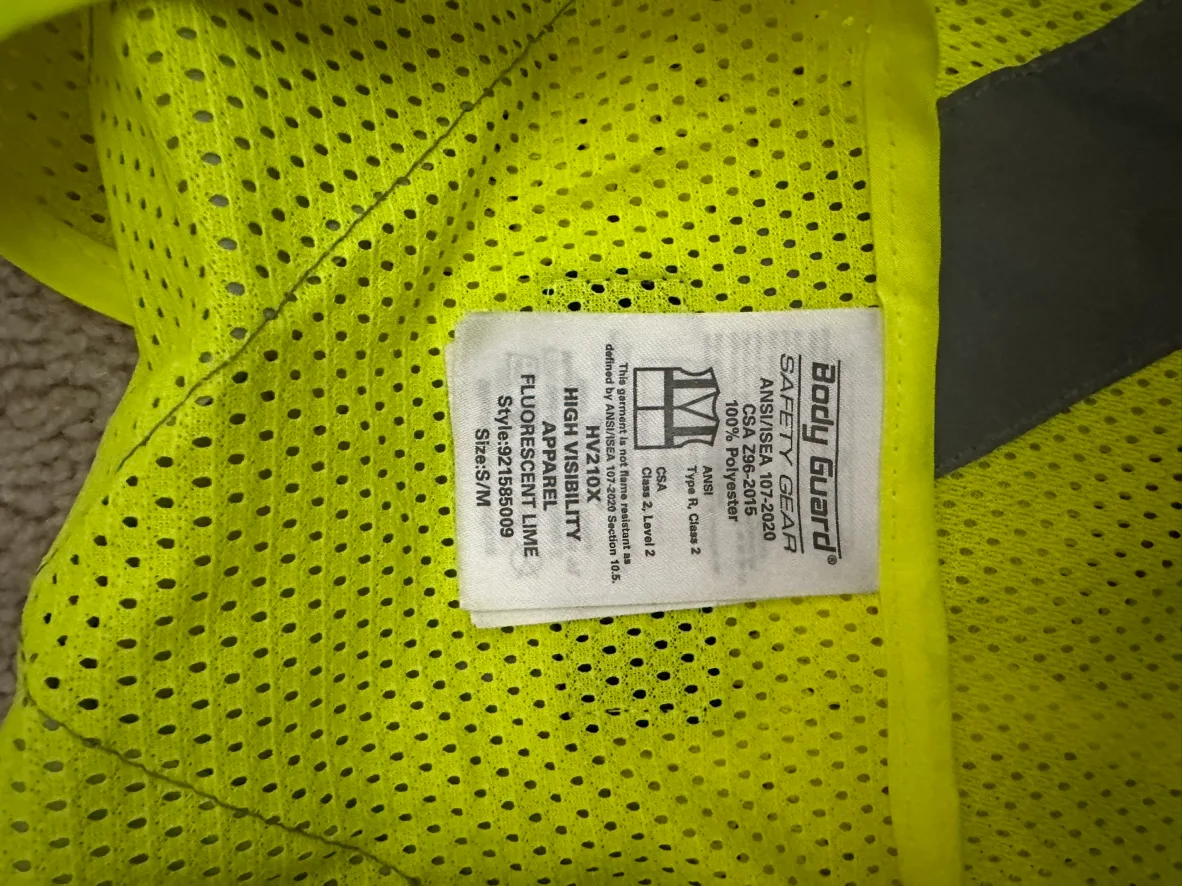 Body Guard®
SAFETY GEAR
ANSI/ISEA 107-2020
CSA Z96-2015
100% Polyester
ANSI
Type R, Class 2
CSA
Class 2, Level 2
This garment is not flame resistant as
defined by ANSI/ISEA 107-2020 Section 10.5.
HV210X
HIGH VISIBILITY
APPAREL
FLUORESCENT LIME
Style:921585009
Size:S/M